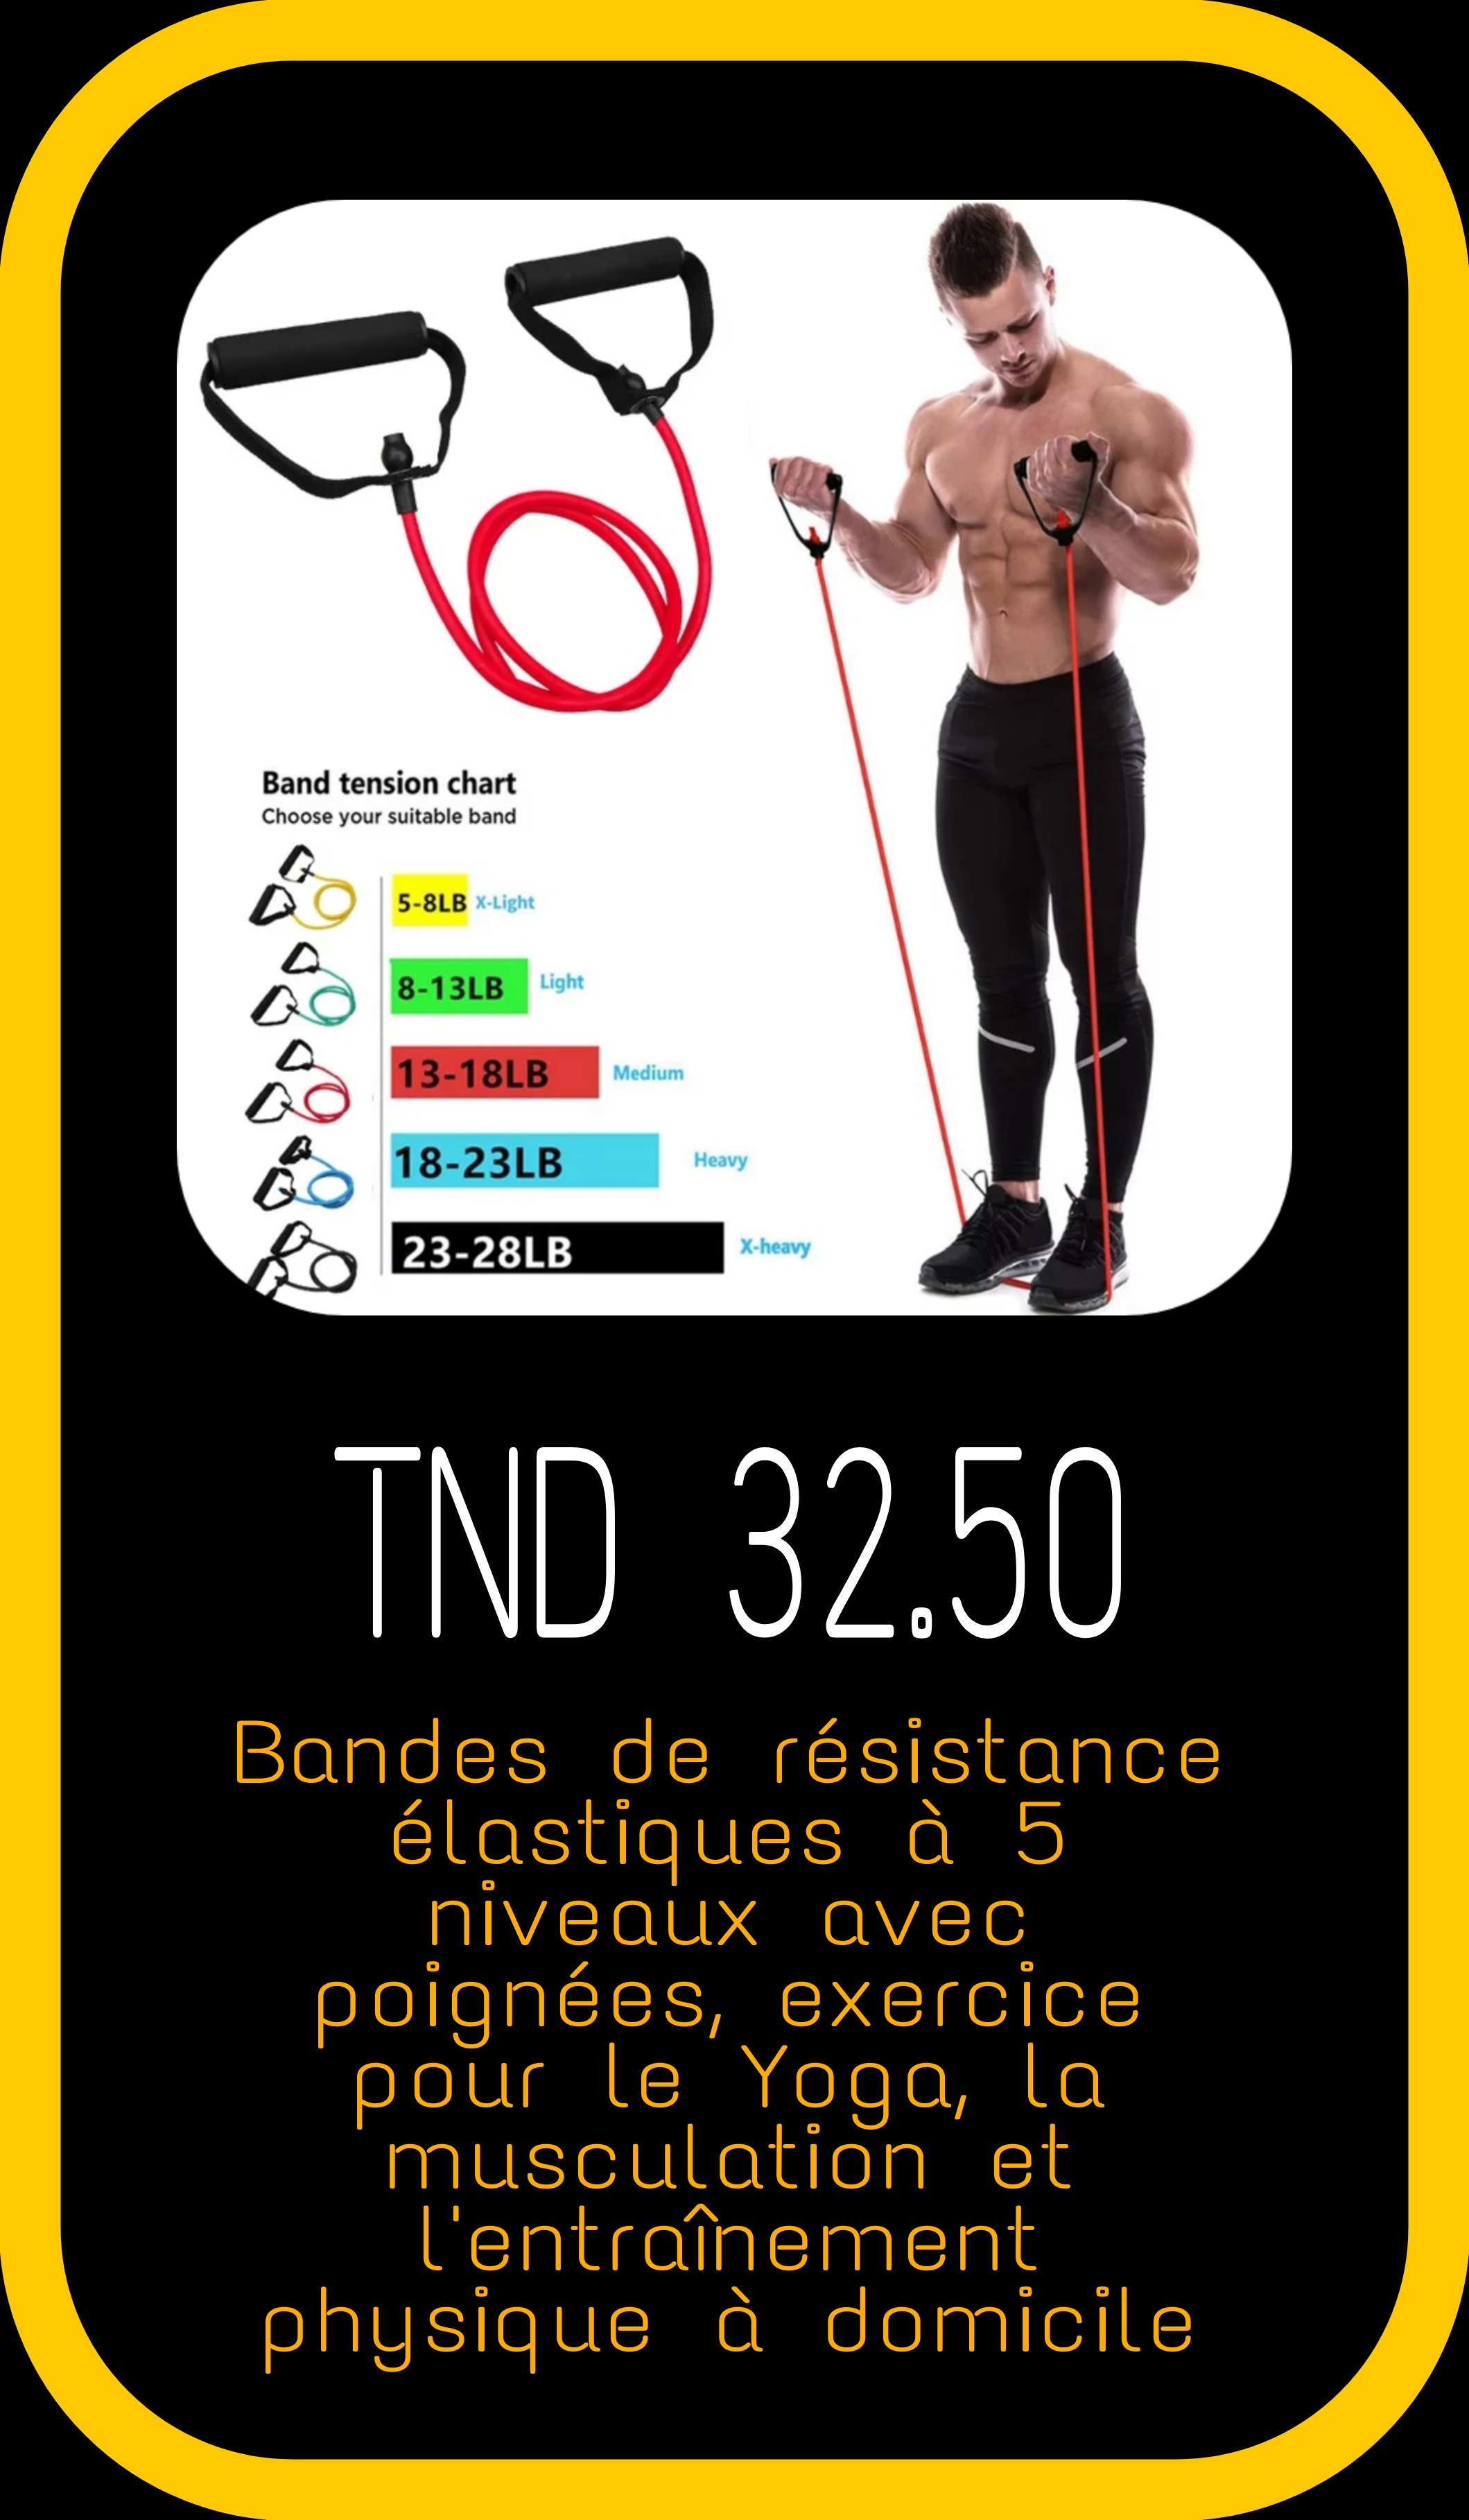 Band tension chart
Choose your suitable band
5-8LB X-Light
8-13LB Light
13-18LB Medium
18-23LB Heavy
23-28LB X-heavy
TND 32.50
Bandes de résistance
élastiques à 5
niveaux avec
poignées, exercice
pour le Yoga, la
musculation et
l'entraînement
physique à domicile